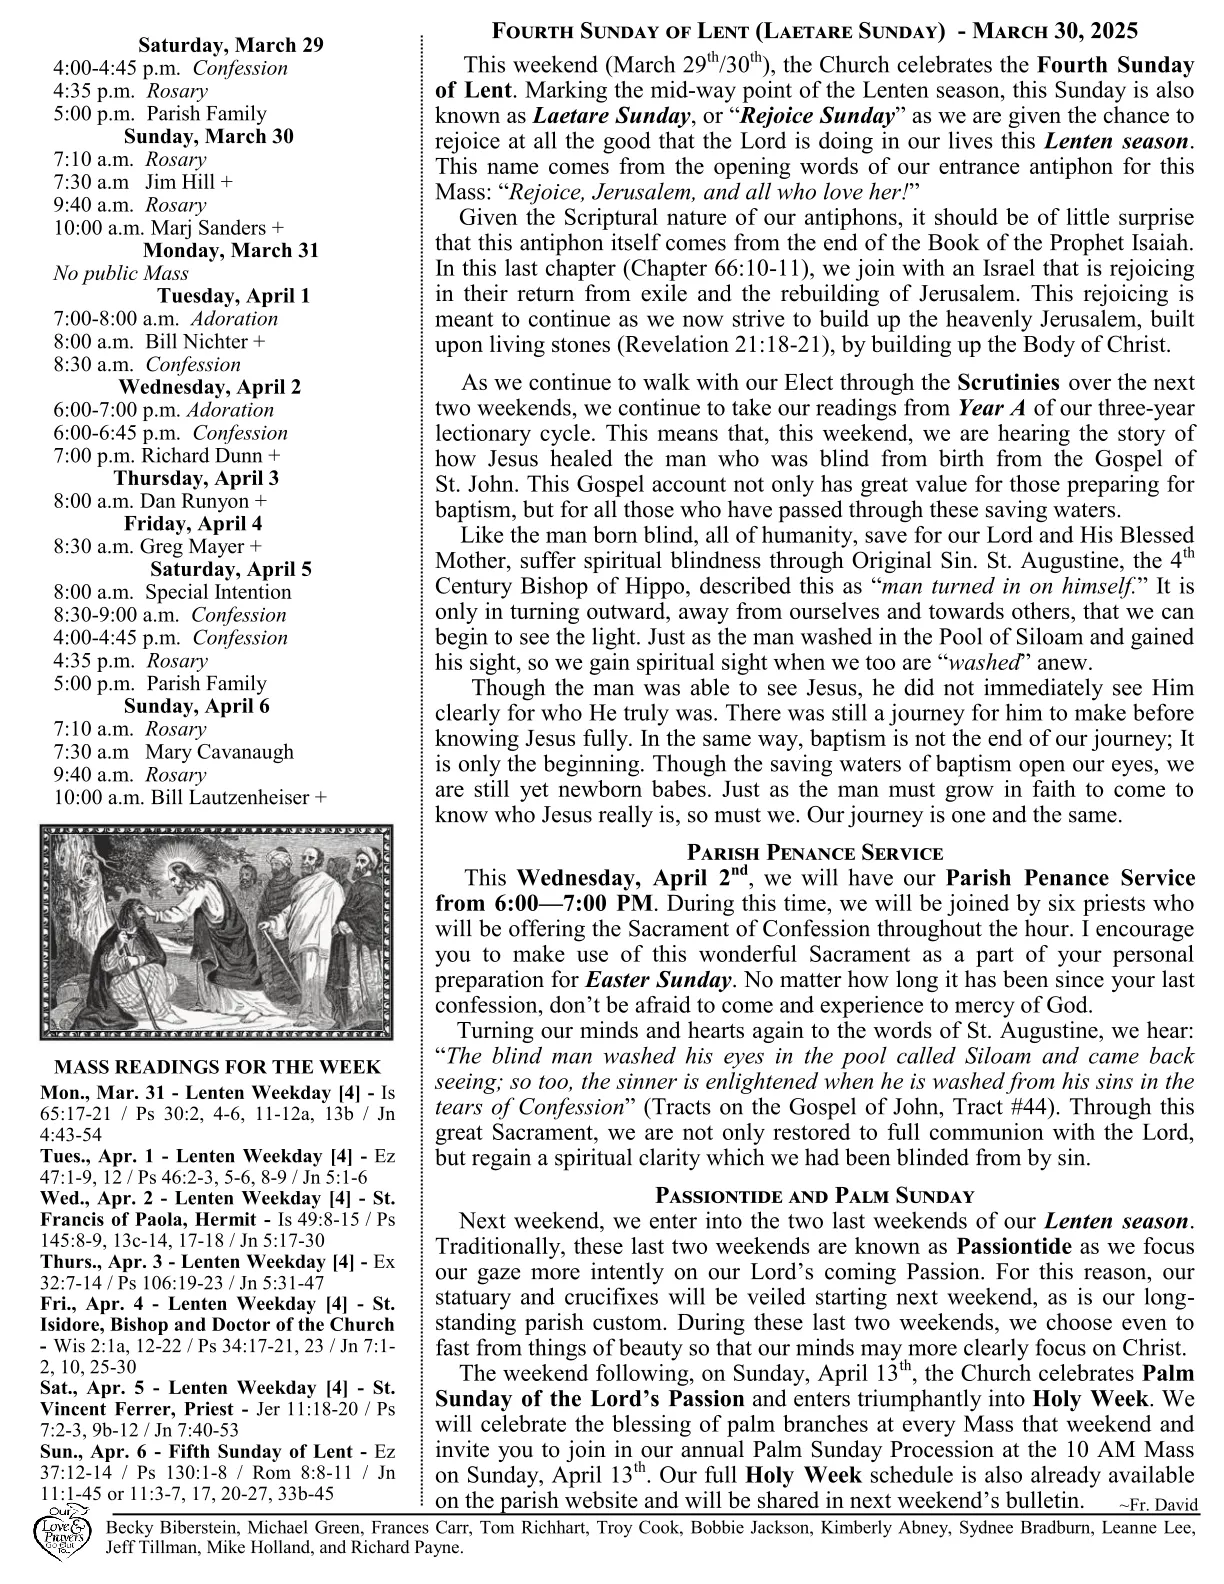 Saturday, March 29
4:00-4:45 p.m. Confession
4:35 p.m. Rosary
5:00 p.m. Parish Family
Sunday, March 30
7:10 a.m. Rosary
7:30 a.m Jim Hill +
9:40 a.m. Rosary
10:00 a.m. Marj Sanders +
Monday, March 31
No public Mass
Tuesday, April 1
7:00-8:00 a.m. Adoration
8:00 a.m. Bill Nichter +
8:30 a.m. Confession
Wednesday, April 2
6:00-7:00 p.m. Adoration
6:00-6:45 p.m. Confession
7:00 p.m. Richard Dunn +
Thursday, April 3
8:00 a.m. Dan Runyon +
Friday, April 4
8:30 a.m. Greg Mayer +
Saturday, April 5
8:00 a.m. Special Intention
8:30-9:00 a.m. Confession
4:00-4:45 p.m. Confession
4:35 p.m. Rosary
5:00 p.m. Parish Family
Sunday, April 6
7:10 a.m. Rosary
7:30 a.m Mary Cavanaugh
9:40 a.m. Rosary
10:00 a.m. Bill Lautzenheiser +
MASS READINGS FOR THE WEEK
Mon., Mar. 31 - Lenten Weekday [4] - Is
65:17-21 / Ps 30:2, 4-6, 11-12a, 13b / Jn
4:43-54
Tues., Apr. 1 - Lenten Weekday [4] - Ez
47:1-9, 12 / Ps 46:2-3, 5-6, 8-9 / Jn 5:1-6
Wed., Apr. 2 - Lenten Weekday [4] - St.
Francis of Paola, Hermit - Is 49:8-15 / Ps
145:8-9, 13c-14, 17-18 / Jn 5:17-30
Thurs., Apr. 3 - Lenten Weekday [4] - Ex
32:7-14 / Ps 106:19-23 / Jn 5:31-47
Fri., Apr. 4 - Lenten Weekday [4] - St.
Isidore, Bishop and Doctor of the Church
- Wis 2:1a, 12-22 / Ps 34:17-21, 23 / Jn 7:1-
2, 10, 25-30
Sat., Apr. 5 - Lenten Weekday [4] - St.
Vincent Ferrer, Priest - Jer 11:18-20 / Ps
7:2-3, 9b-12 / Jn 7:40-53
Sun., Apr. 6 - Fifth Sunday of Lent - Ez
37:12-14 / Ps 130:1-8 / Rom 8:8-11 / Jn
11:1-45 or 11:3-7, 17, 20-27, 33b-45
FOURTH SUNDAY OF LENT (LAETARE SUNDAY) - MARCH 30, 2025
This weekend (March 29th/30th), the Church celebrates the Fourth Sunday
of Lent. Marking the mid-way point of the Lenten season, this Sunday is also
known as Laetare Sunday, or “Rejoice Sunday” as we are given the chance to
rejoice at all the good that the Lord is doing in our lives this Lenten season.
This name comes from the opening words of our entrance antiphon for this
Mass: “Rejoice, Jerusalem, and all who love her!”
Given the Scriptural nature of our antiphons, it should be of little surprise
that this antiphon itself comes from the end of the Book of the Prophet Isaiah.
In this last chapter (Chapter 66:10-11), we join with an Israel that is rejoicing
in their return from exile and the rebuilding of Jerusalem. This rejoicing is
meant to continue as we now strive to build up the heavenly Jerusalem, built
upon living stones (Revelation 21:18-21), by building up the Body of Christ.
As we continue to walk with our Elect through the Scrutinies over the next
two weekends, we continue to take our readings from Year A of our three-year
lectionary cycle. This means that, this weekend, we are hearing the story of
how Jesus healed the man who was blind from birth from the Gospel of
St. John. This Gospel account not only has great value for those preparing for
baptism, but for all those who have passed through these saving waters.
Like the man born blind, all of humanity, save for our Lord and His Blessed
Mother, suffer spiritual blindness through Original Sin. St. Augustine, the 4th
Century Bishop of Hippo, described this as “man turned in on himself.” It is
only in turning outward, away from ourselves and towards others, that we can
begin to see the light. Just as the man washed in the Pool of Siloam and gained
his sight, so we gain spiritual sight when we too are “washed” anew.
Though the man was able to see Jesus, he did not immediately see Him
clearly for who He truly was. There was still a journey for him to make before
knowing Jesus fully. In the same way, baptism is not the end of our journey; It
is only the beginning. Though the saving waters of baptism open our eyes, we
are still yet newborn babes. Just as the man must grow in faith to come to
know who Jesus really is, so must we. Our journey is one and the same.
PARISH PENANCE SERVICE
This Wednesday, April 2nd, we will have our Parish Penance Service
from 6:00—7:00 PM. During this time, we will be joined by six priests who
will be offering the Sacrament of Confession throughout the hour. I encourage
you to make use of this wonderful Sacrament as a part of your personal
preparation for Easter Sunday. No matter how long it has been since your last
confession, don’t be afraid to come and experience to mercy of God.
Turning our minds and hearts again to the words of St. Augustine, we hear:
“The blind man washed his eyes in the pool called Siloam and came back
seeing; so too, the sinner is enlightened when he is washed from his sins in the
tears of Confession” (Tracts on the Gospel of John, Tract #44). Through this
great Sacrament, we are not only restored to full communion with the Lord,
but regain a spiritual clarity which we had been blinded from by sin.
PASSIONTIDE AND PALM SUNDAY
Next weekend, we enter into the two last weekends of our Lenten season.
Traditionally, these last two weekends are known as Passiontide as we focus
our gaze more intently on our Lord’s coming Passion. For this reason, our
statuary and crucifixes will be veiled starting next weekend, as is our long-
standing parish custom. During these last two weekends, we choose even to
fast from things of beauty so that our minds may more clearly focus on Christ.
The weekend following, on Sunday, April 13th, the Church celebrates Palm
Sunday of the Lord’s Passion and enters triumphantly into Holy Week. We
will celebrate the blessing of palm branches at every Mass that weekend and
invite you to join in our annual Palm Sunday Procession at the 10 AM Mass
on Sunday, April 13th. Our full Holy Week schedule is also already available
on the parish website and will be shared in next weekend’s bulletin. ~Fr. David
Our
Love &
Prayers
Go Out
To...
Becky Biberstein, Michael Green, Frances Carr, Tom Richhart, Troy Cook, Bobbie Jackson, Kimberly Abney, Sydnee Bradburn, Leanne Lee,
Jeff Tillman, Mike Holland, and Richard Payne.